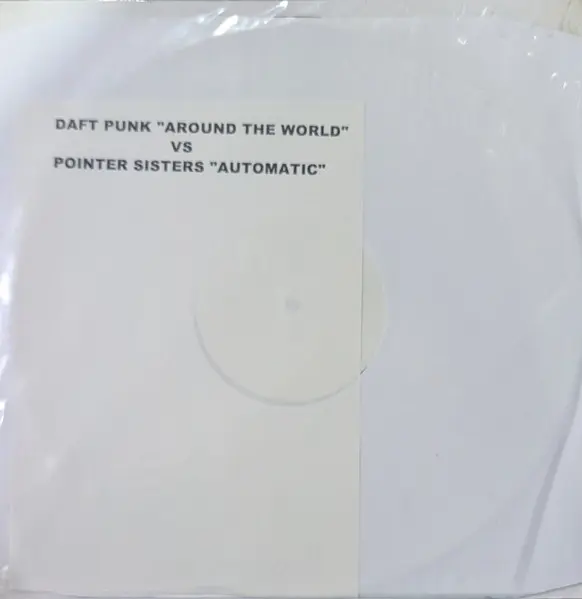 DAFT PUNK "AROUND THE WORLD"
VS
POINTER SISTERS "AUTOMATIC"